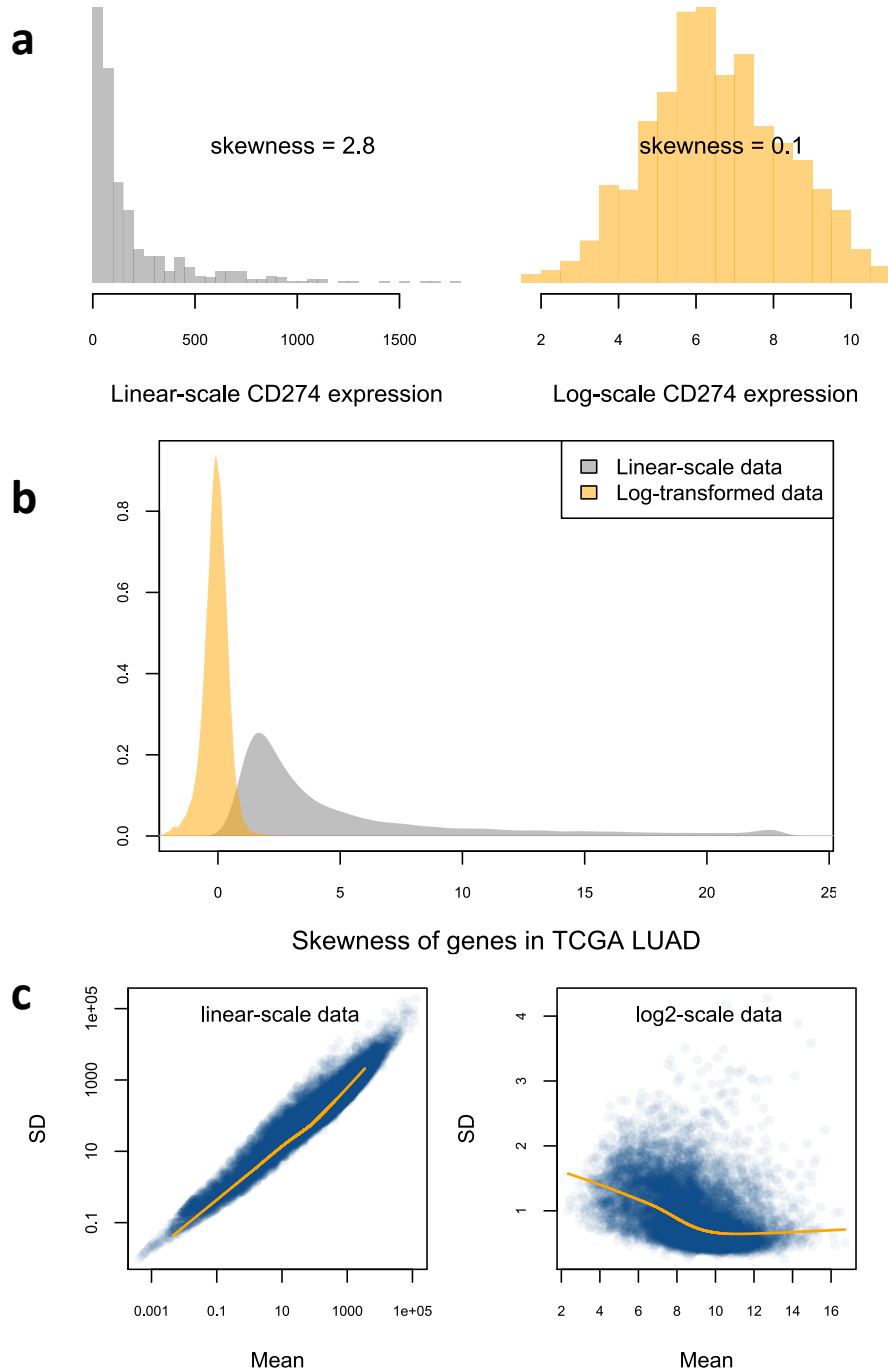 a
skewness = 2.8
skewness = 0.1
0 500 1000 1500
2 4 6 8 10
Linear-scale CD274 expression
Log-scale CD274 expression
b
Linear-scale data
Log-transformed data
0.8
0.6
0.4
0.2
0.0
0 5 10 15 20 25
Skewness of genes in TCGA LUAD
c
linear-scale data
1e+05
1000
10
0.1
SD
0.001 0.1 10 1000 1e+05
Mean
log2-scale data
4
3
2
1
SD
2 4 6 8 10 12 14 16
Mean